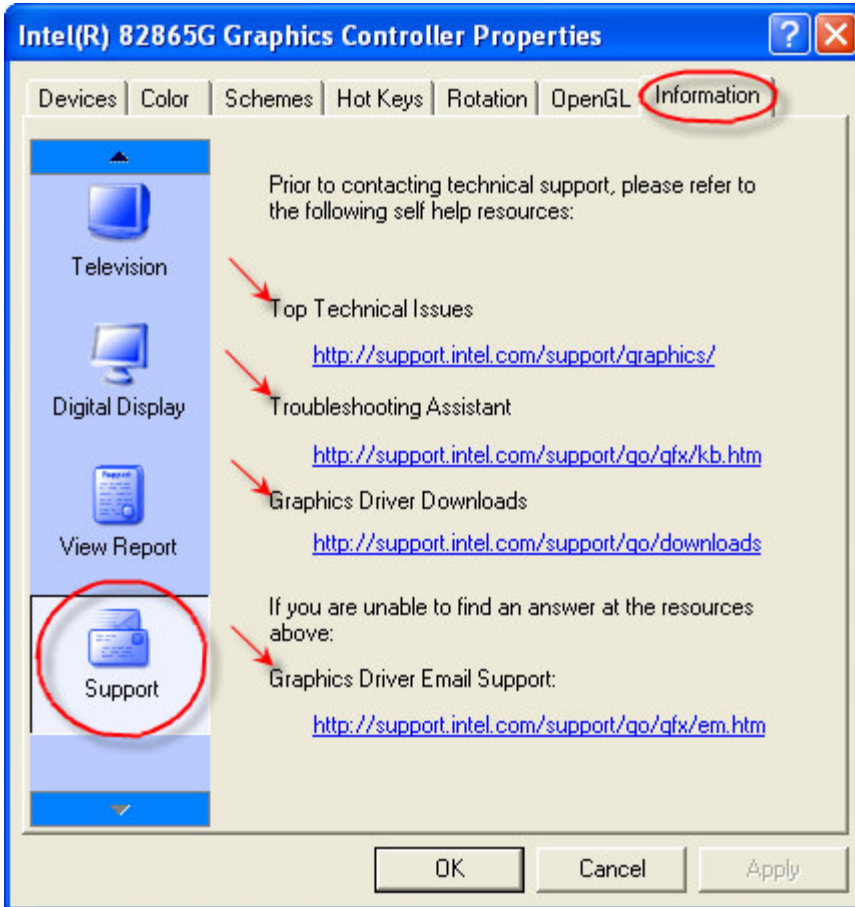 Intel(R) 82865G Graphics Controller Properties
?
Devices Color Schemes Hot Keys Rotation OpenGL Information
Television
Digital Display
Report
View Report
Support
Prior to contacting technical support, please refer to
the following self help resources:
Top Technical Issues
http://support.intel.com/support/graphics/
Troubleshooting Assistant
http://support.intel.com/support/go/gfx/kb.htm
Graphics Driver Downloads
http://support.intel.com/support/go/downloads
If you are unable to find an answer at the resources
above:
Graphics Driver Email Support:
http://support.intel.com/support/go/gfx/em.htm
OK Cancel Apply